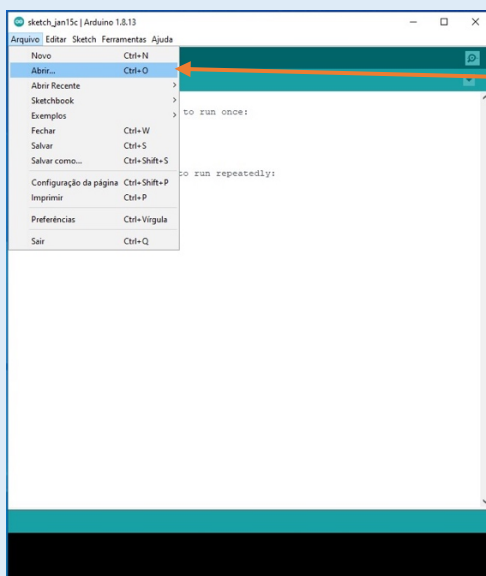 sketch_jan15c | Arduino 1.8.13
Arquivo Editar Sketch Ferramentas Ajuda
Novo Ctrl+N
Abrir... Ctrl+O
Abrir Recente
Sketchbook
Exemplos
Fechar Ctrl+W
Salvar Ctrl+S
Salvar como... Ctrl+Shift+S
Configuração da página Ctrl+Shift+P
Imprimir Ctrl+P
Preferências Ctrl+Vírgula
Sair Ctrl+Q
to run once:
to run repeatedly: